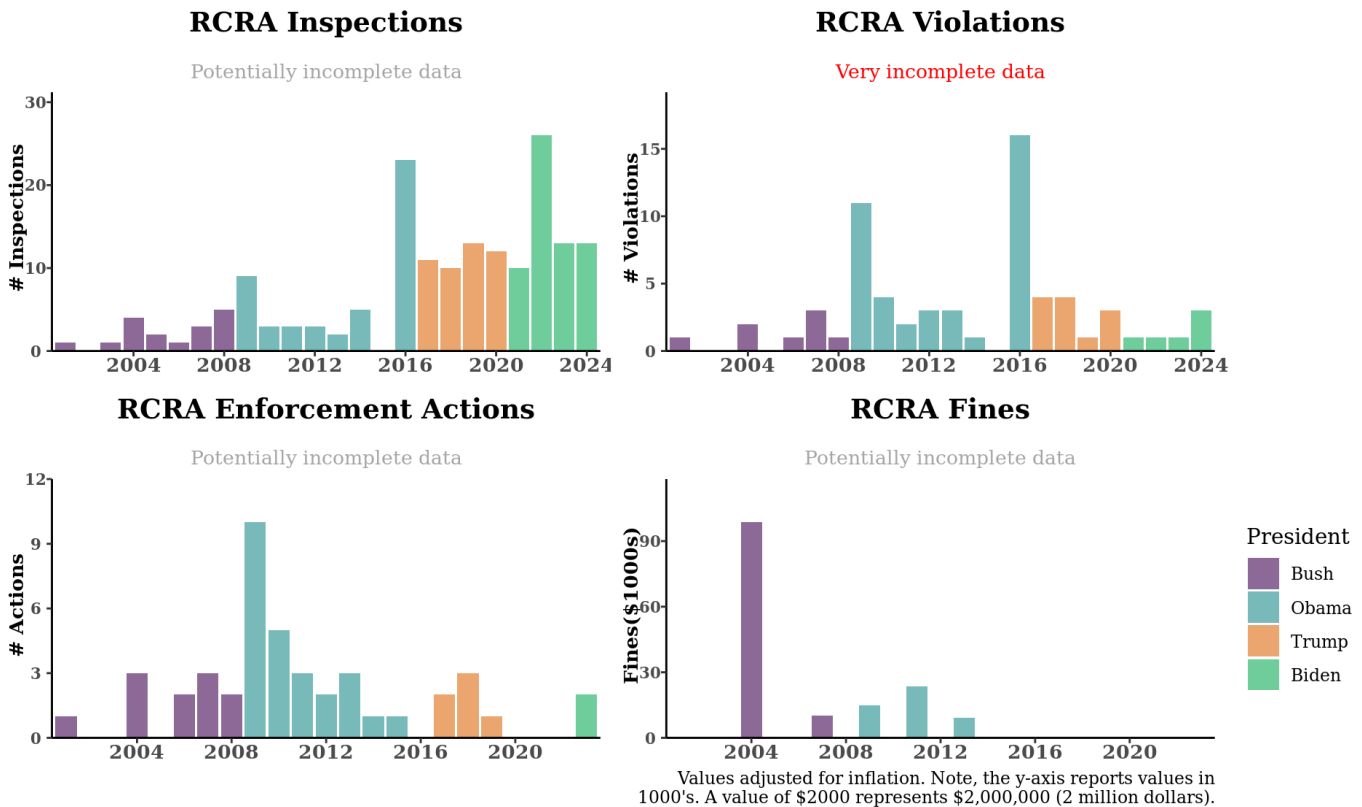 RCRA Inspections
Potentially incomplete data
# Inspections
30
20
10
0
2004 2008 2012 2016 2020 2024
RCRA Violations
Very incomplete data
# Violations
15
10
5
0
2004 2008 2012 2016 2020 2024
RCRA Enforcement Actions
Potentially incomplete data
# Actions
12
9
6
3
0
2004 2008 2012 2016 2020
RCRA Fines
Potentially incomplete data
Fines($1000s)
90
60
30
0
2004 2008 2012 2016 2020
Values adjusted for inflation. Note, the y-axis reports values in
1000's. A value of $2000 represents $2,000,000 (2 million dollars).
President
Bush
Obama
Trump
Biden